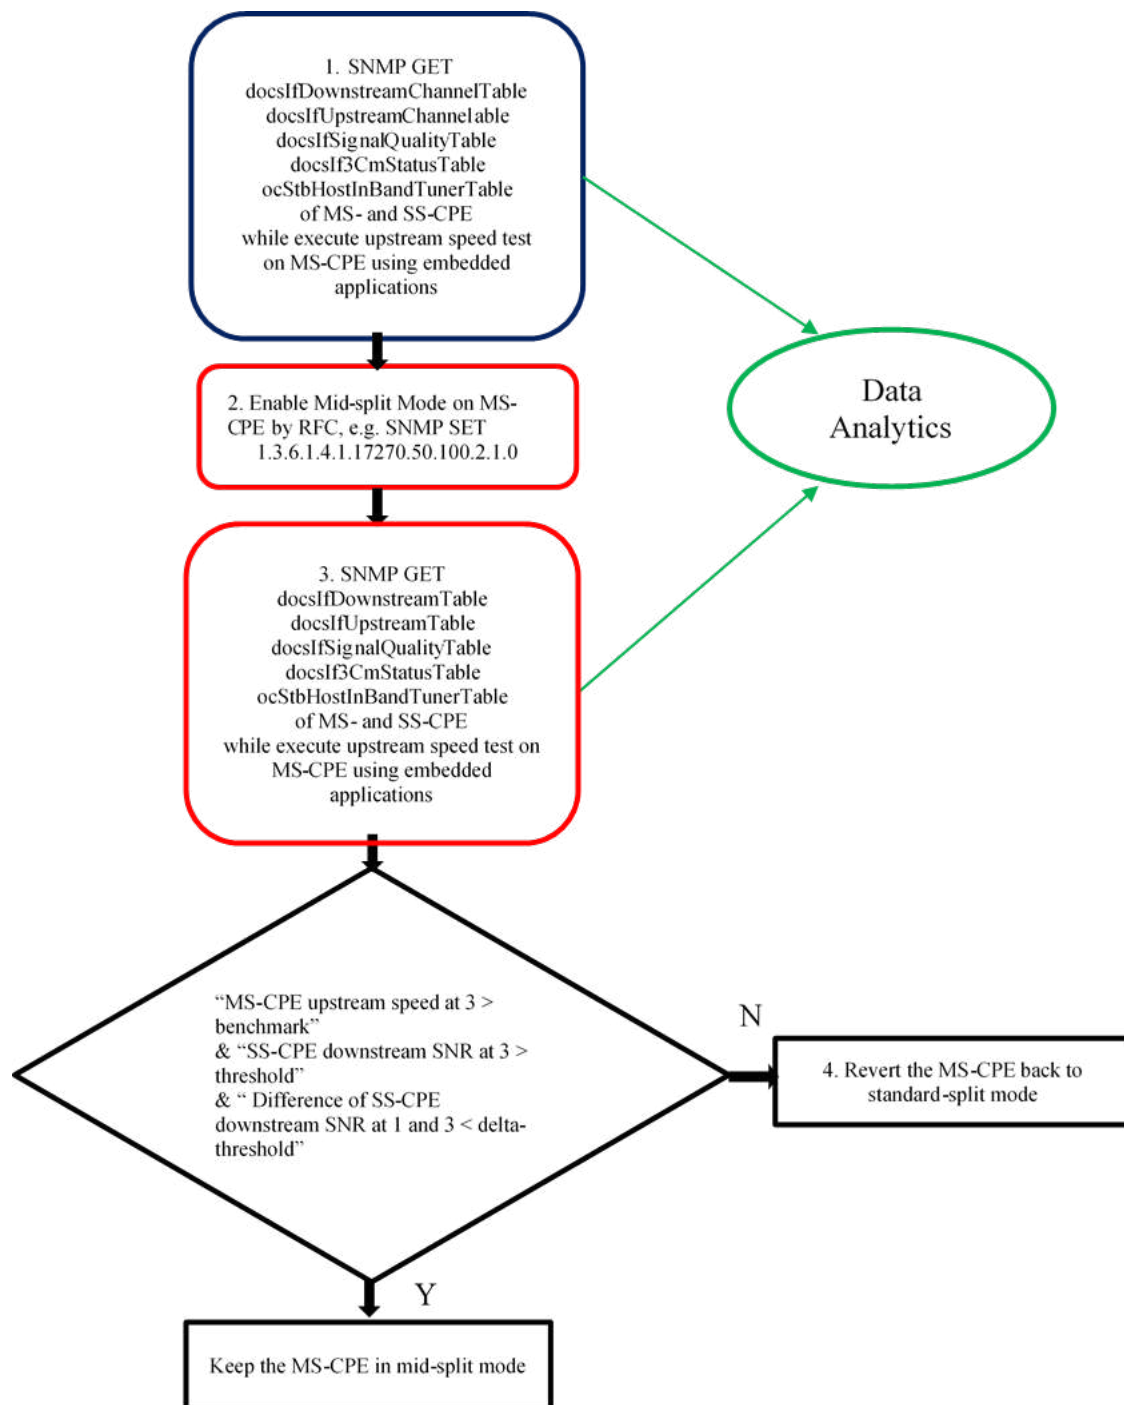 1. SNMP GET
docsIfDownstreamChannelTable
docsIfUpstreamChannelable
docsIfSignalQualityTable
docsIf3CmStatusTable
ocStbHostInBandTunerTable
of MS- and SS-CPE
while execute upstream speed test
on MS-CPE using embedded
applications
2. Enable Mid-split Mode on MS-
CPE by RFC, e.g. SNMP SET
1.3.6.1.4.1.17270.50.100.2.1.0
Data
Analytics
3. SNMP GET
docsIfDownstreamTable
docsIfUpstreamTable
docsIfSignalQualityTable
docsIf3CmStatusTable
ocStbHostInBandTunerTable
of MS- and SS-CPE
while execute upstream speed test on
MS-CPE using embedded
applications
“MS-CPE upstream speed at 3 >
benchmark”
& “SS-CPE downstream SNR at 3 >
threshold”
& “ Difference of SS-CPE
downstream SNR at 1 and 3 < delta-
threshold”
N
4. Revert the MS-CPE back to
standard-split mode
Y
Keep the MS-CPE in mid-split mode